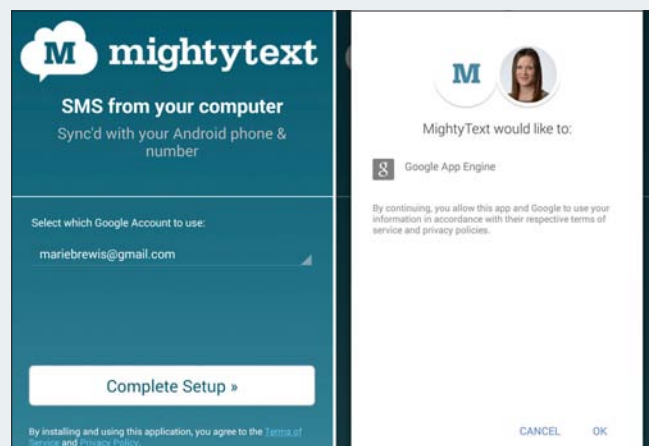 M mightytext
SMS from your computer
Sync'd with your Android phone &
number
Select which Google Account to use:
mariebrewis@gmail.com
Complete Setup »
By installing and using this application, you agree to the Terms of
Service and Privacy Policy.
M
MightyText would like to:
8 Google App Engine
By continuing, you allow this app and Google to use your
information in accordance with their respective terms of
service and privacy policies.
CANCEL OK